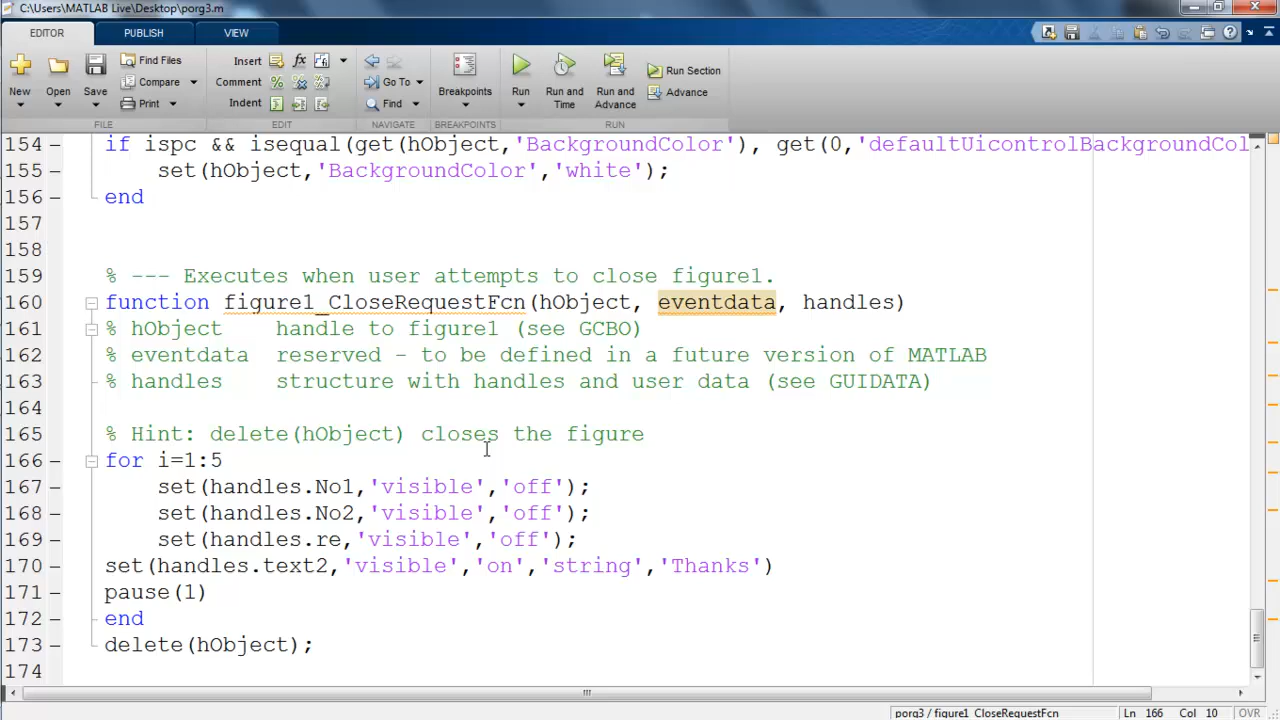 C:\Users\MATLAB Live\Desktop\porg3.m
EDITOR PUBLISH VIEW
New Open Save Find Files Compare Print
Insert fx Comment Indent
Go To Find
Breakpoints
Run Run and Time Run and Advance Run Section Advance
FILE EDIT NAVIGATE BREAKPOINTS RUN
154 if ispc && isequal(get(hObject,'BackgroundColor'), get(0,'defaultUicontrolBackgroundCol
155 set(hObject,'BackgroundColor','white');
156 end
157
158
159 % --- Executes when user attempts to close figure1.
160 function figure1_CloseRequestFcn(hObject, eventdata, handles)
161 % hObject    handle to figure1 (see GCBO)
162 % eventdata  reserved - to be defined in a future version of MATLAB
163 % handles    structure with handles and user data (see GUIDATA)
164
165 % Hint: delete(hObject) closes the figure
166 for i=1:5
167 set(handles.No1,'visible','off');
168 set(handles.No2,'visible','off');
169 set(handles.re,'visible','off');
170 set(handles.text2,'visible','on','string','Thanks')
171 pause(1)
172 end
173 delete(hObject);
174
porg3 / figure1_CloseRequestFcn Ln 166 Col 10 OVR